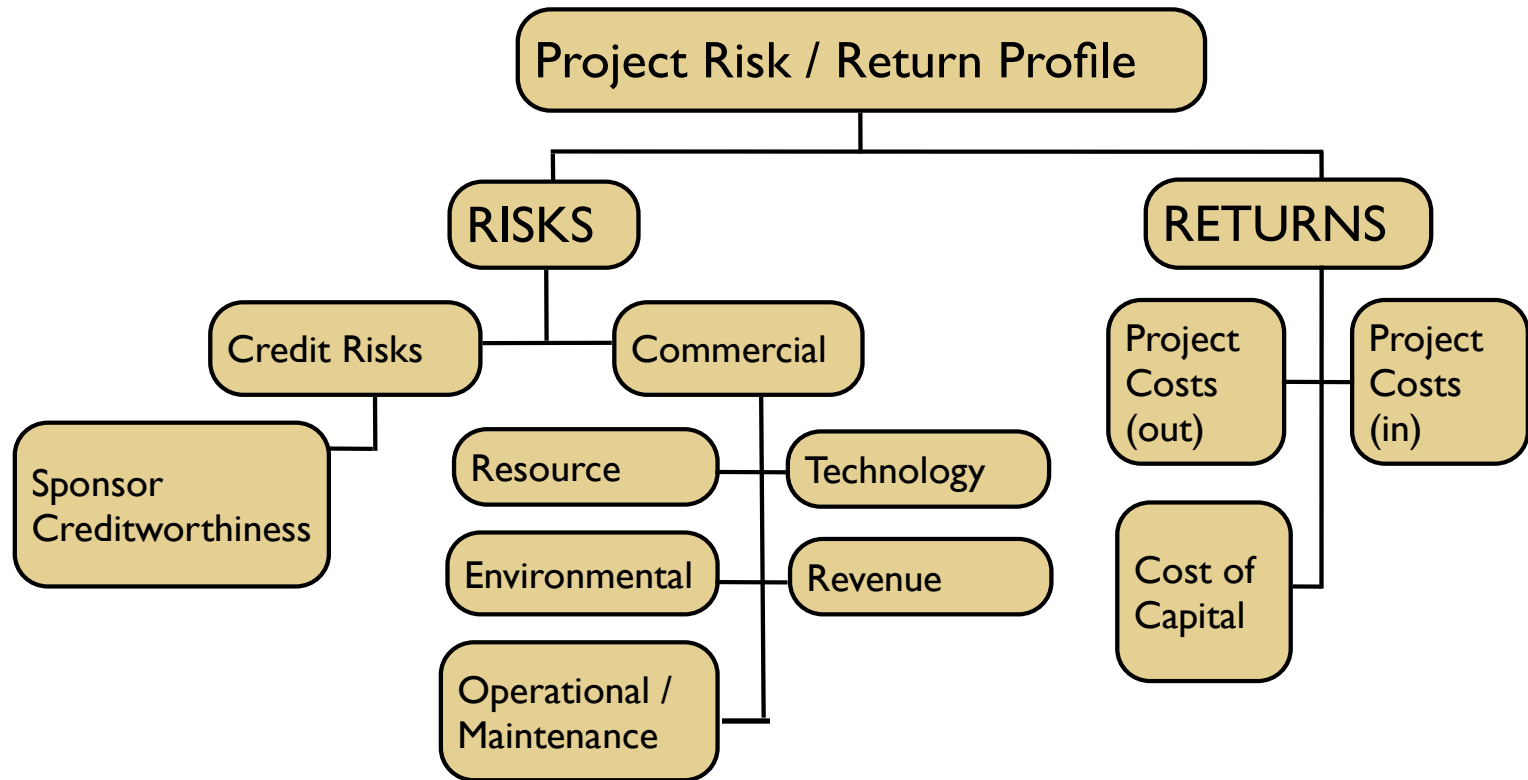 Project Risk / Return Profile
RISKS
RETURNS
Credit Risks
Commercial
Project
Costs
(out)
Project
Costs
(in)
Sponsor
Creditworthiness
Resource
Technology
Environmental
Revenue
Operational /
Maintenance
Cost of
Capital